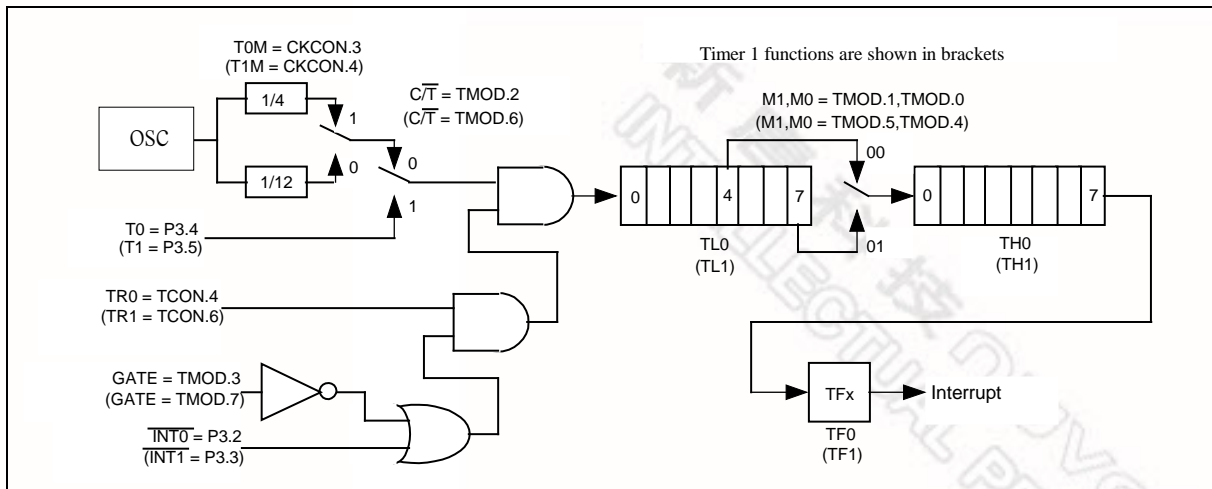 T0M = CKCON.3
(T1M = CKCON.4)
Timer 1 functions are shown in brackets
1/4
C/T̅ = TMOD.2
(C/T̅ = TMOD.6)
M1,M0 = TMOD.1,TMOD.0
(M1,M0 = TMOD.5,TMOD.4)
OSC
1
0
1/12
0
1
00
01
0
4
7
TL0
(TL1)
0
7
TH0
(TH1)
T0 = P3.4
(T1 = P3.5)
TR0 = TCON.4
(TR1 = TCON.6)
GATE = TMOD.3
(GATE = TMOD.7)
I̅N̅T̅0̅ = P3.2
(I̅N̅T̅1̅ = P3.3)
TFx
Interrupt
TF0
(TF1)